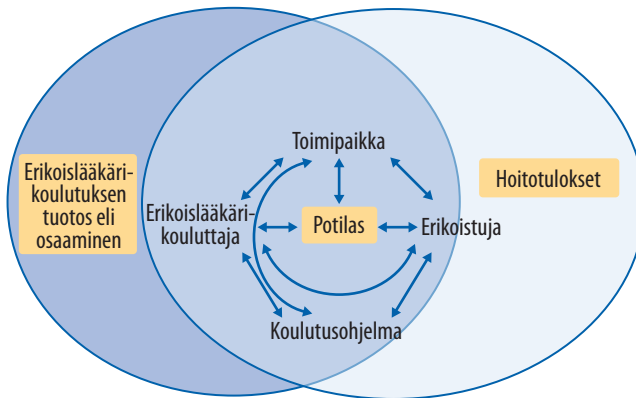 Erikoislääkäri-
koulutuksen
tuotos eli
osaaminen
Toimipaikka
Erikoislääkäri-
kouluttaja
Potilas
Erikoistuja
Koulutusohjelma
Hoitotulokset